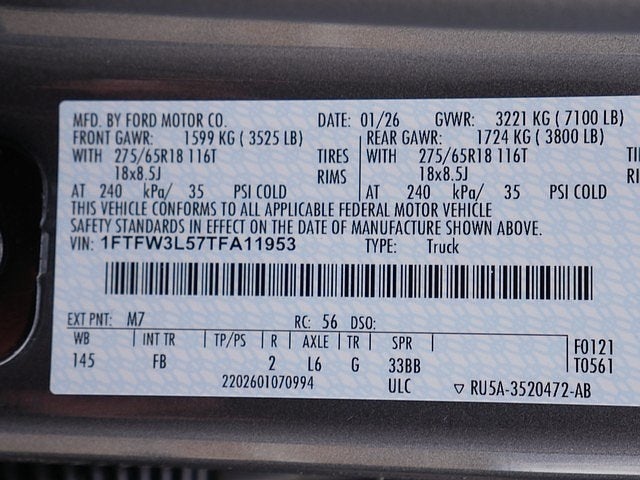 MFD. BY FORD MOTOR CO. DATE: 01/26 GVWR: 3221 KG ( 7100 LB)
FRONT GAWR: 1599 KG ( 3525 LB) REAR GAWR: 1724 KG ( 3800 LB)
WITH 275/65R18 116T TIRES WITH 275/65R18 116T
18x8.5J RIMS 18x8.5J
AT 240 kPa/ 35 PSI COLD AT 240 kPa/ 35 PSI COLD
THIS VEHICLE CONFORMS TO ALL APPLICABLE FEDERAL MOTOR VEHICLE
SAFETY STANDARDS IN EFFECT ON THE DATE OF MANUFACTURE SHOWN ABOVE.
VIN: 1FTFW3L57TFA11953 TYPE: Truck
EXT PNT: M7 RC: 56 DSO:
WB INT TR TP/PS R AXLE TR SPR F0121
145 FB 2 L6 G 33BB T0561
2202601070994 ULC ▽ RU5A-3520472-AB